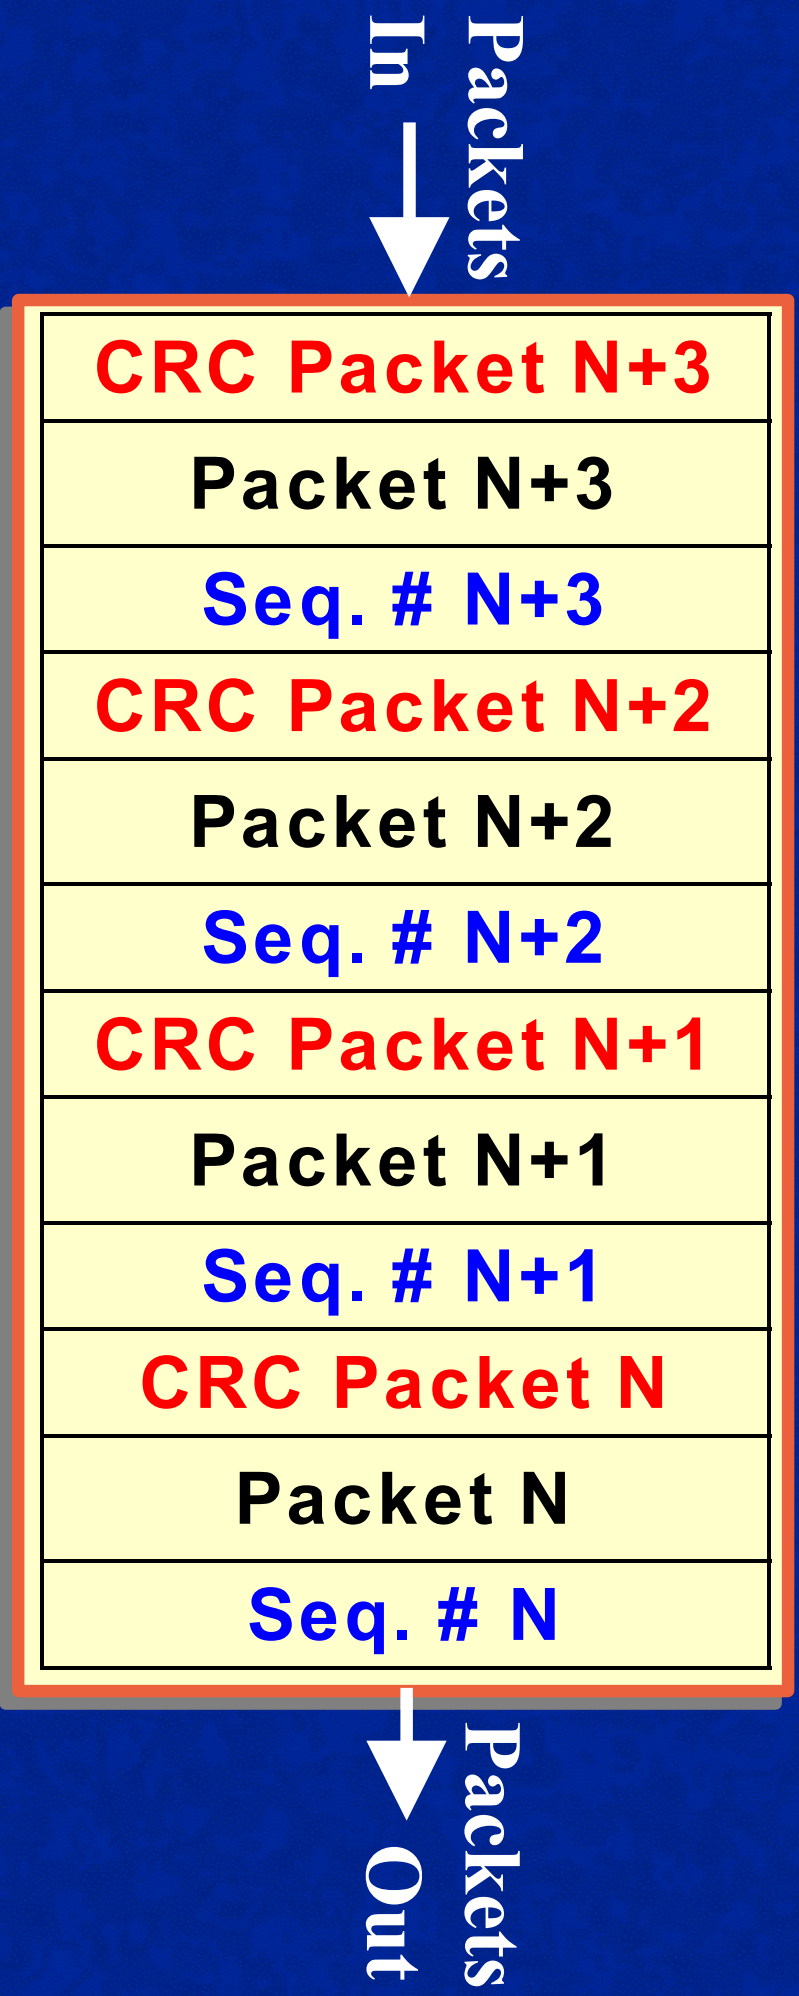 Packets
In
CRC Packet N+3
Packet N+3
Seq. # N+3
CRC Packet N+2
Packet N+2
Seq. # N+2
CRC Packet N+1
Packet N+1
Seq. # N+1
CRC Packet N
Packet N
Seq. # N
Packets
Out